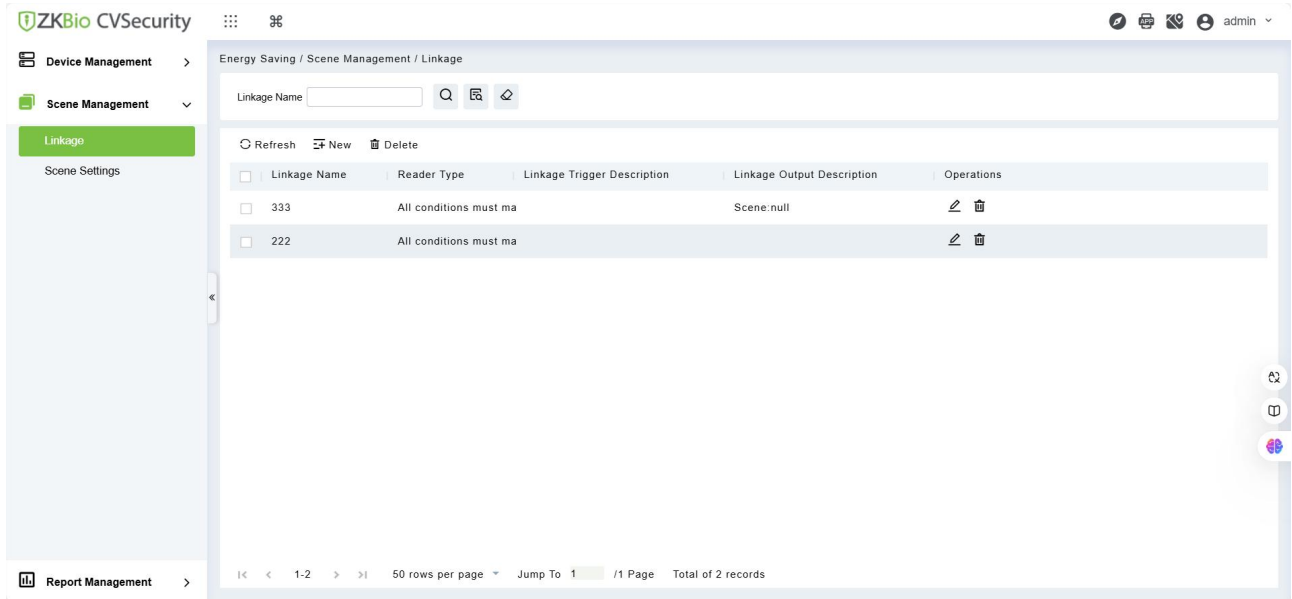 ZKBio CVSecurity
admin
Device Management
Scene Management
Linkage
Scene Settings
Report Management
Energy Saving / Scene Management / Linkage
Linkage Name
Refresh New Delete
Linkage Name Reader Type Linkage Trigger Description Linkage Output Description Operations
333 All conditions must ma Scene:null
222 All conditions must ma
1-2 50 rows per page Jump To 1 /1 Page Total of 2 records